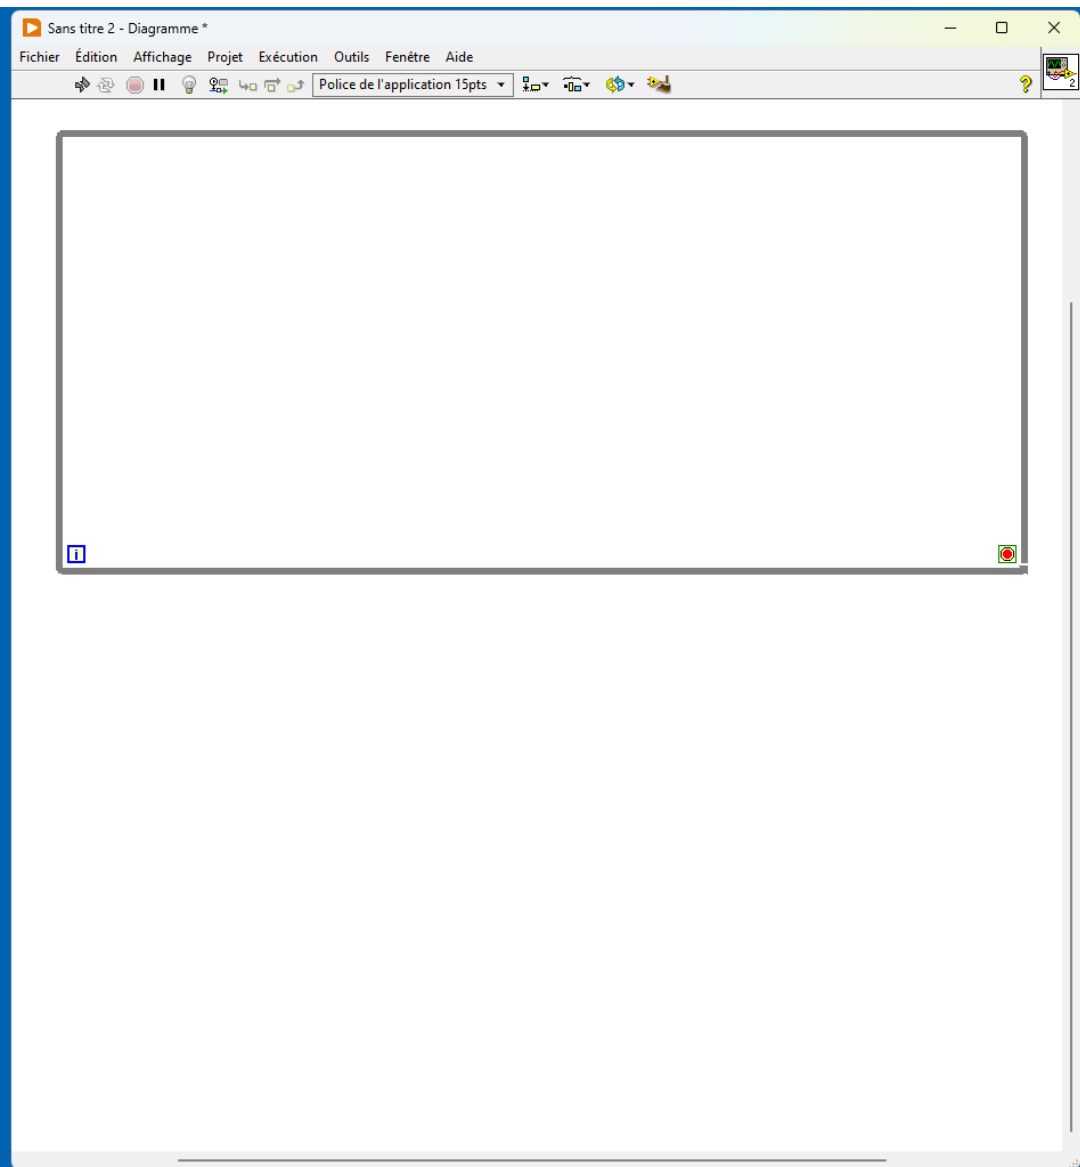 Sans titre 2 - Diagramme *
Fichier Édition Affichage Projet Exécution Outils Fenêtre Aide
Police de l'application 15pts
?
2
i